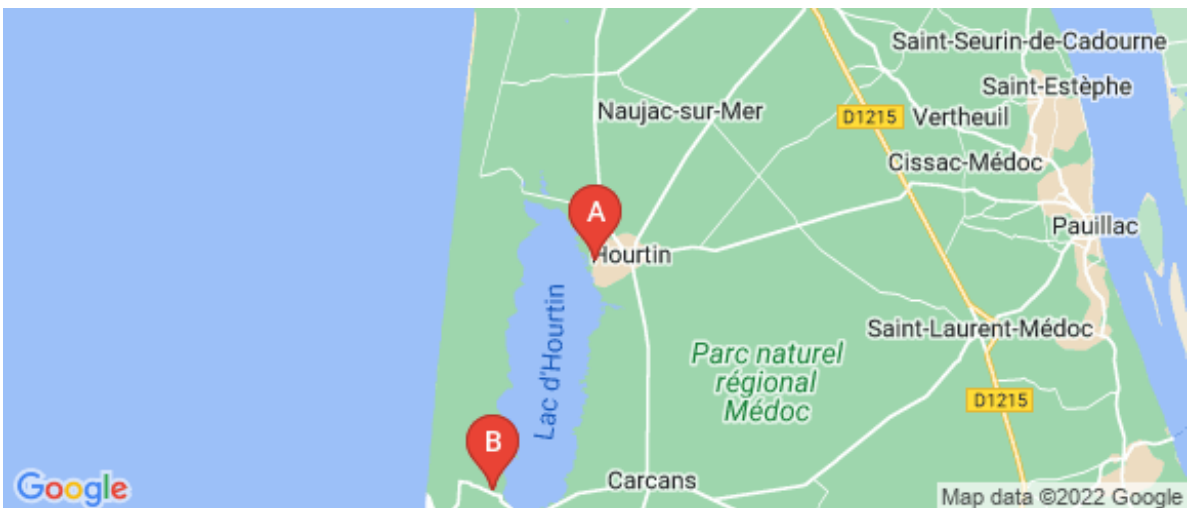 Saint-Seurin-de-Cadourne
Saint-Estèphe
Naujac-sur-Mer
D1215
Vertheuil
Cissac-Médoc
A
Pauillac
Hourtin
Lac d'Hourtin
Saint-Laurent-Médoc
Parc naturel
régional
Médoc
D1215
B
Carcans
Google
Map data ©2022 Google